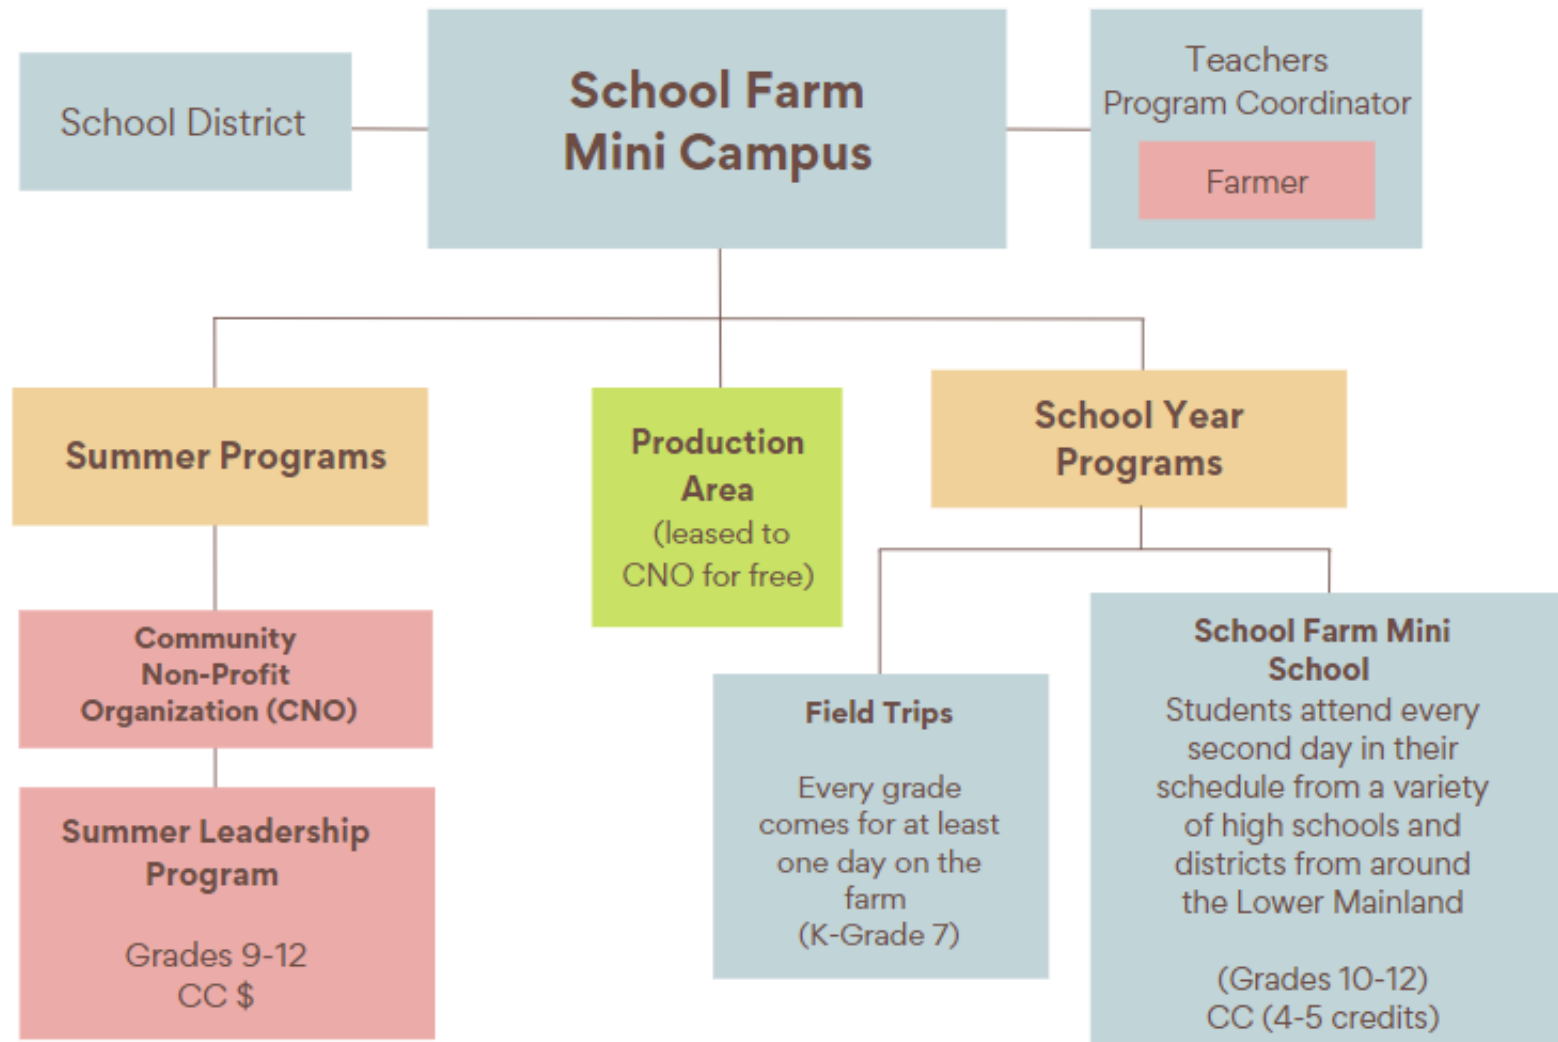 School District
School Farm
Mini Campus
Teachers
Program Coordinator
Farmer
Summer Programs
Production
Area
(leased to
CNO for free)
School Year
Programs
Community
Non-Profit
Organization (CNO)
Summer Leadership
Program
Grades 9-12
CC $
Field Trips
Every grade
comes for at least
one day on the
farm
(K-Grade 7)
School Farm Mini
School
Students attend every
second day in their
schedule from a variety
of high schools and
districts from around
the Lower Mainland
(Grades 10-12)
CC (4-5 credits)